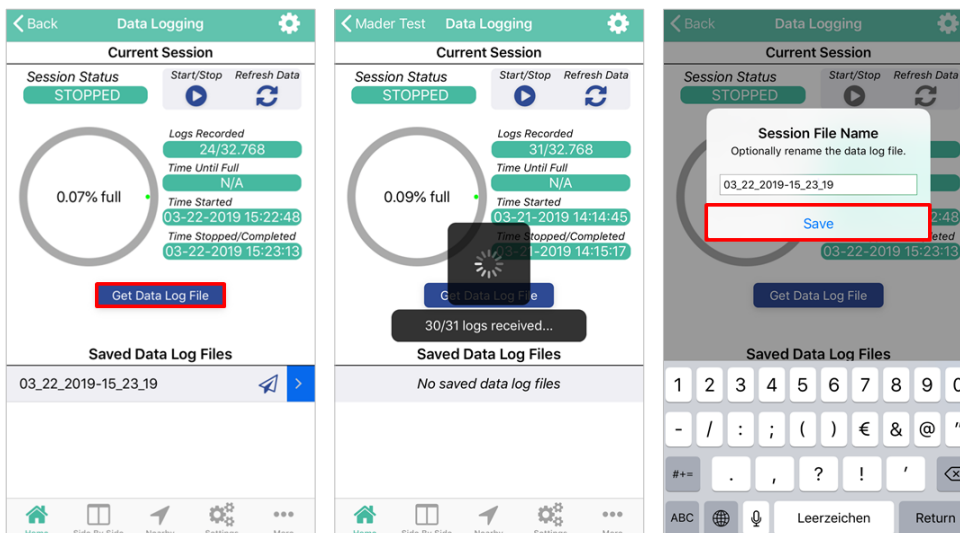 Back Data Logging
Current Session
Session Status Start/Stop Refresh Data
STOPPED
Logs Recorded
24/32.768
Time Until Full
N/A
0.07% full
Time Started
03-22-2019 15:22:48
Time Stopped/Completed
03-22-2019 15:23:13
Get Data Log File
Saved Data Log Files
03_22_2019-15_23_19
Home Side By Side Nearby Settings More
Mader Test Data Logging
Current Session
Session Status Start/Stop Refresh Data
STOPPED
Logs Recorded
31/32.768
Time Until Full
N/A
0.09% full
Time Started
03-21-2019 14:14:45
Time Stopped/Completed
-21-2019 14:15:17
Get Data Log File
30/31 logs received...
Saved Data Log Files
No saved data log files
Home Side By Side Nearby Settings More
Back Data Logging
Current Session
Session Status Start/Stop Refresh Data
STOPPED
Session File Name
Optionally rename the data log file.
03_22_2019-15_23_19
Save
2:48
eted
03-22-2019 15:23:13
Get Data Log File
Saved Data Log Files
1 2 3 4 5 6 7 8 9 0
- / : ; ( ) € & @ "
#+= . , ? ! '
ABC Leerzeichen Return